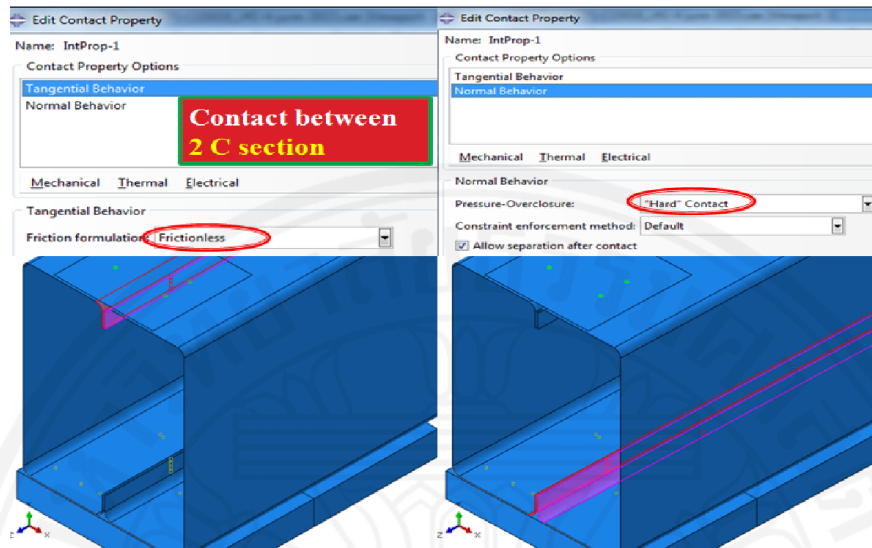 Edit Contact Property
Name: IntProp-1
Contact Property Options
Tangential Behavior
Normal Behavior
Contact between
2 C section
Mechanical Thermal Electrical
Tangential Behavior
Friction formulation: Frictionless
Edit Contact Property
Name: IntProp-1
Contact Property Options
Tangential Behavior
Normal Behavior
Mechanical Thermal Electrical
Normal Behavior
Pressure-Overclosure: "Hard" Contact
Constraint enforcement method: Default
Allow separation after contact
z x
z x